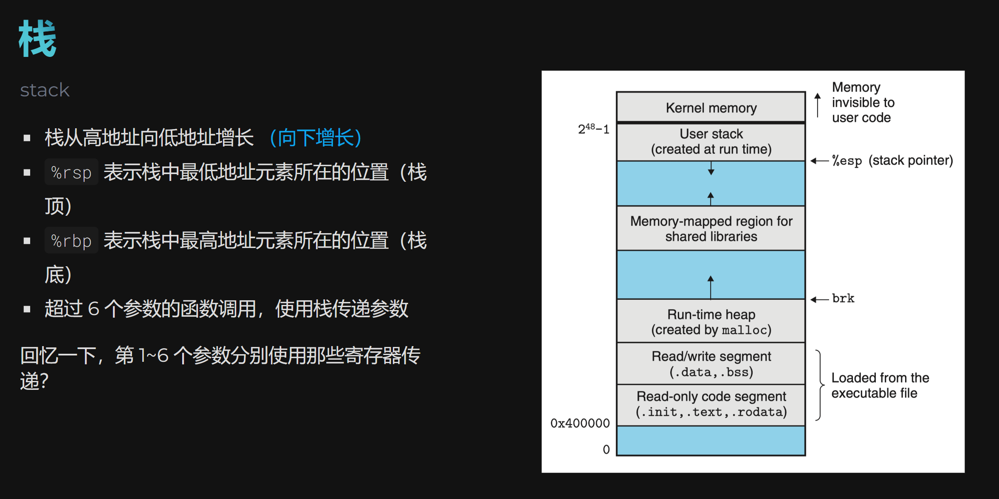 栈
stack
栈从高地址向低地址增长 （向下增长）
%rsp 表示栈中最低地址元素所在的位置（栈
顶）
%rbp 表示栈中最高地址元素所在的位置（栈
底）
超过 6 个参数的函数调用，使用栈传递参数
回忆一下，第 1~6 个参数分别使用那些寄存器传
递？
Memory
invisible to
user code
Kernel memory
2⁴⁸−1
User stack
(created at run time)
%esp (stack pointer)
Memory-mapped region for
shared libraries
brk
Run-time heap
(created by malloc)
Read/write segment
(.data,.bss)
Loaded from the
executable file
Read-only code segment
(.init,.text,.rodata)
0x400000
0